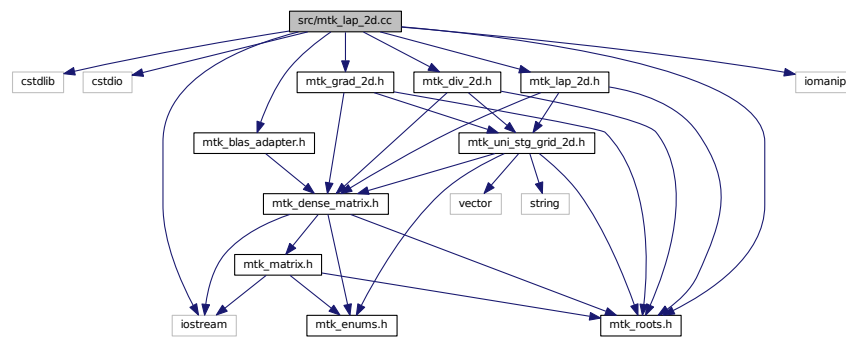 src/mtk_lap_2d.cc
cstdlib
cstdio
mtk_grad_2d.h
mtk_div_2d.h
mtk_lap_2d.h
iomanip
mtk_blas_adapter.h
mtk_uni_stg_grid_2d.h
mtk_dense_matrix.h
vector
string
mtk_matrix.h
iostream
mtk_enums.h
mtk_roots.h